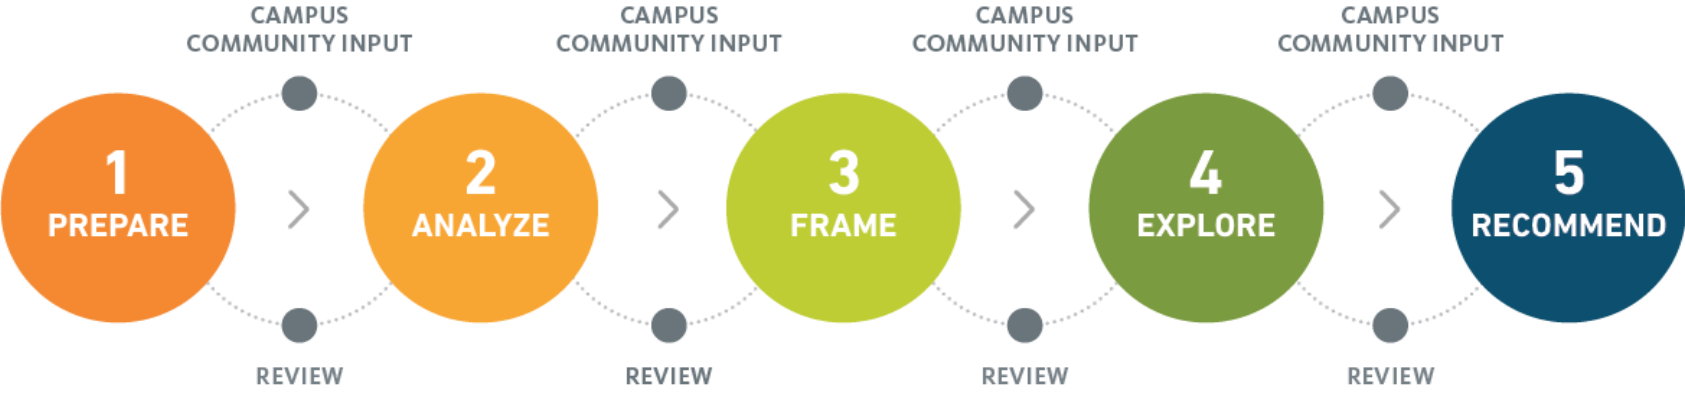 CAMPUS
COMMUNITY INPUT
CAMPUS
COMMUNITY INPUT
CAMPUS
COMMUNITY INPUT
CAMPUS
COMMUNITY INPUT
1
PREPARE
2
ANALYZE
3
FRAME
4
EXPLORE
5
RECOMMEND
REVIEW
REVIEW
REVIEW
REVIEW